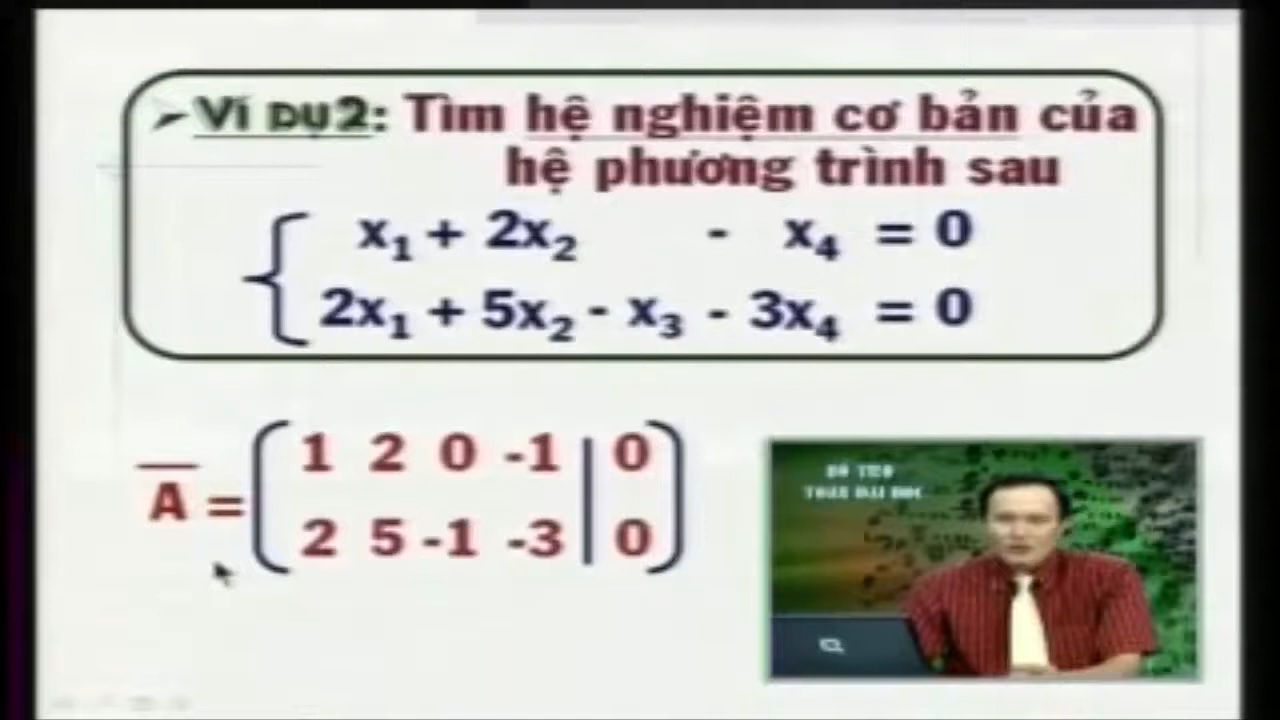 ➢Ví dụ2: Tìm hệ nghiệm cơ bản của
hệ phương trình sau
x₁ + 2x₂ - x₄ = 0
2x₁ + 5x₂ - x₃ - 3x₄ = 0
A̅ = ( 1 2 0 -1 | 0
2 5 -1 -3 | 0 )